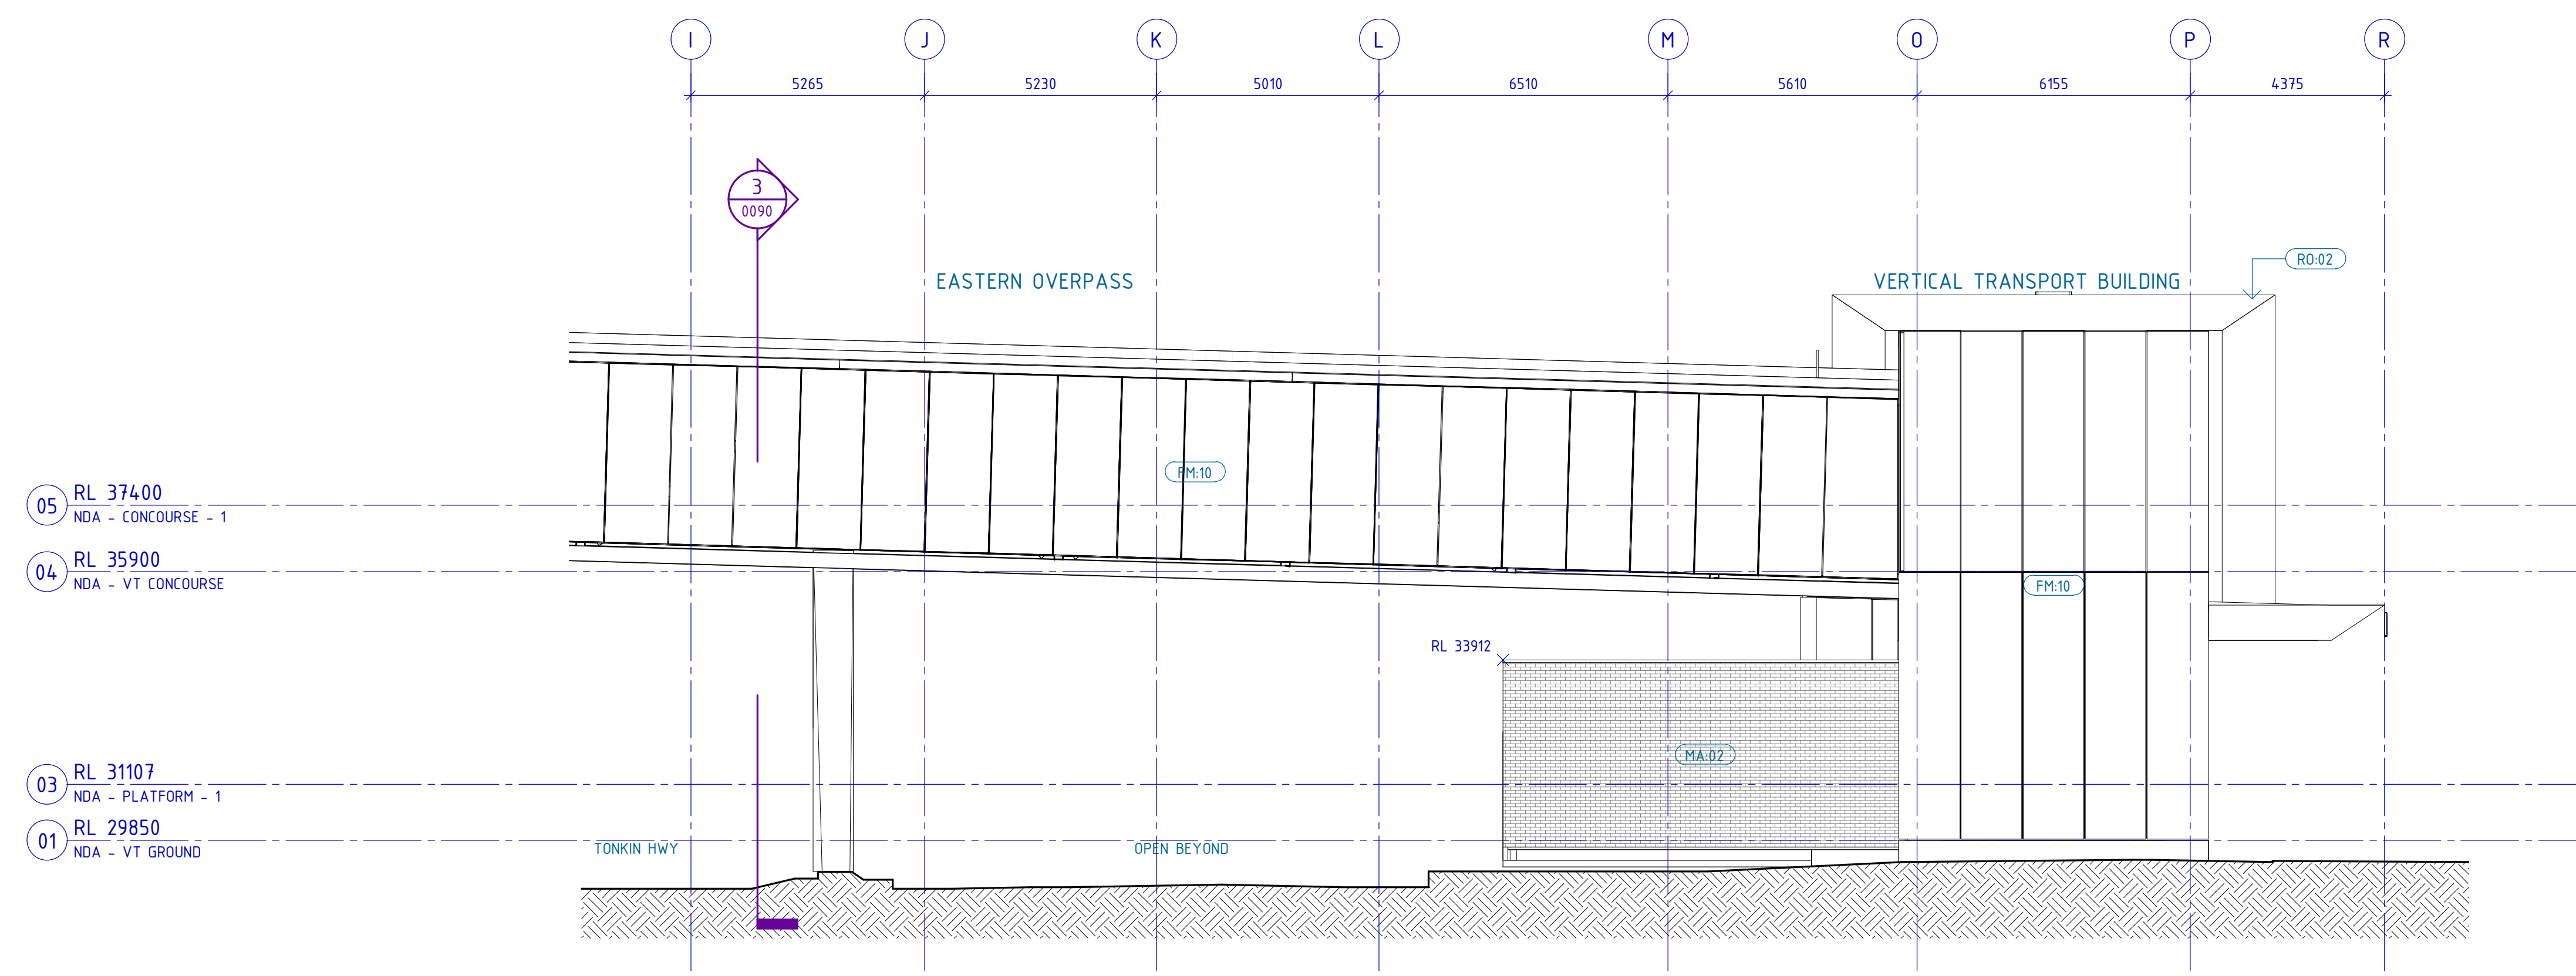 I J K L M O P R
5265 5230 5010 6510 5610 6155 4375
3
0090
EASTERN OVERPASS
VERTICAL TRANSPORT BUILDING
RO:02
FM:10
05 RL 37400
NDA - CONCOURSE - 1
04 RL 35900
NDA - VT CONCOURSE
FM:10
RL 33912
MA:02
03 RL 31107
NDA - PLATFORM - 1
01 RL 29850
NDA - VT GROUND
TONKIN HWY
OPEN BEYOND